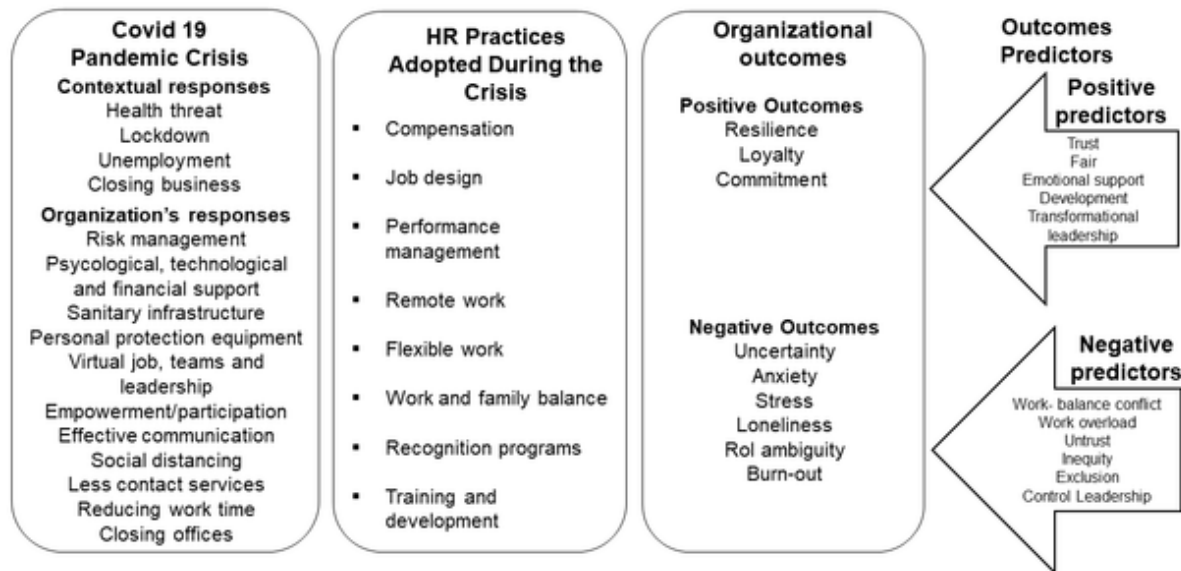 Covid 19
Pandemic Crisis
Contextual responses
Health threat
Lockdown
Unemployment
Closing business
Organization's responses
Risk management
Psycological, technological
and financial support
Sanitary infrastructure
Personal protection equipment
Virtual job, teams and
leadership
Empowerment/participation
Effective communication
Social distancing
Less contact services
Reducing work time
Closing offices
HR Practices
Adopted During the
Crisis
▪ Compensation
▪ Job design
▪ Performance
management
▪ Remote work
▪ Flexible work
▪ Work and family balance
▪ Recognition programs
▪ Training and
development
Organizational
outcomes
Positive Outcomes
Resilience
Loyalty
Commitment
Negative Outcomes
Uncertainty
Anxiety
Stress
Loneliness
Rol ambiguity
Burn-out
Outcomes
Predictors
Positive
predictors
Trust
Fair
Emotional support
Development
Transformational
leadership
Negative
predictors
Work- balance conflict
Work overload
Untrust
Inequity
Exclusion
Control Leadership